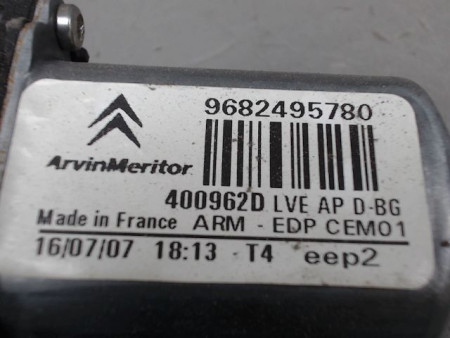 9682495780
ArvinMeritor
400962D LVE AP D-BG
Made in France ARM - EDP CEM01
16/07/07 18:13 - T4 eep2